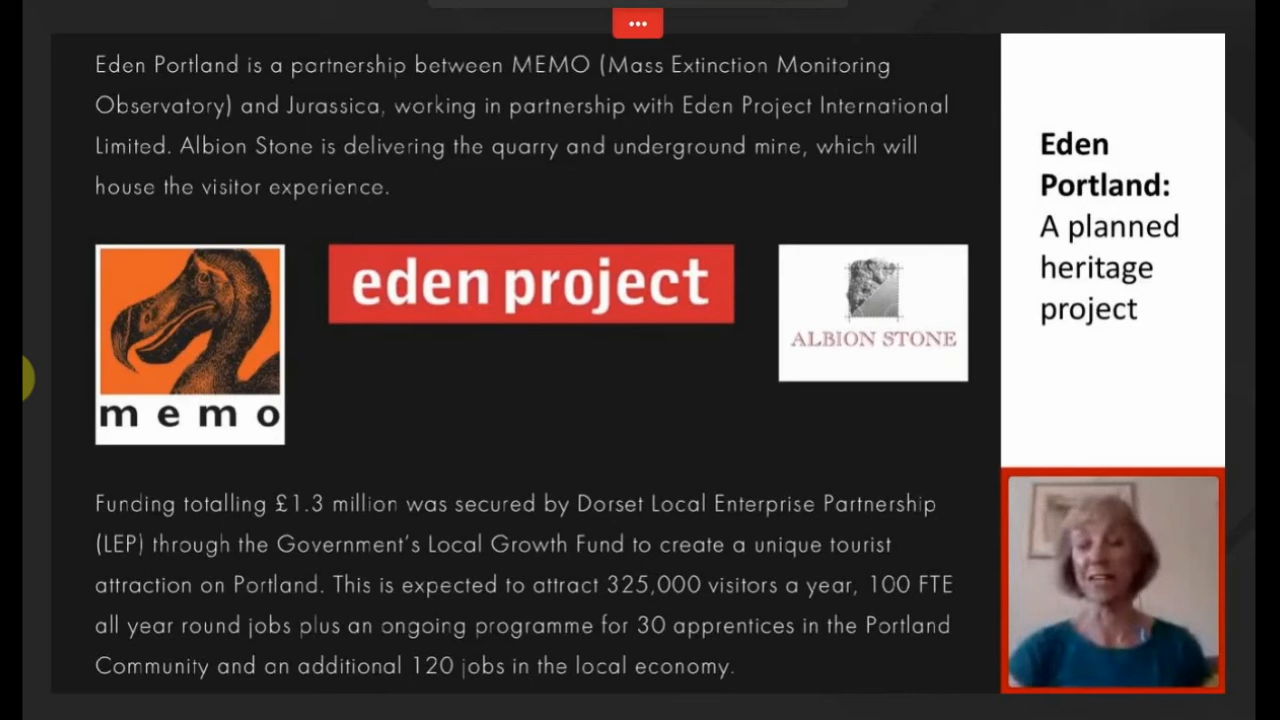 Eden Portland is a partnership between MEMO (Mass Extinction Monitoring
Observatory) and Jurassica, working in partnership with Eden Project International
Limited. Albion Stone is delivering the quarry and underground mine, which will
house the visitor experience.
memo
eden project
ALBION STONE
Funding totalling £1.3 million was secured by Dorset Local Enterprise Partnership
(LEP) through the Government's Local Growth Fund to create a unique tourist
attraction on Portland. This is expected to attract 325,000 visitors a year, 100 FTE
all year round jobs plus an ongoing programme for 30 apprentices in the Portland
Community and an additional 120 jobs in the local economy.
Eden
Portland:
A planned
heritage
project